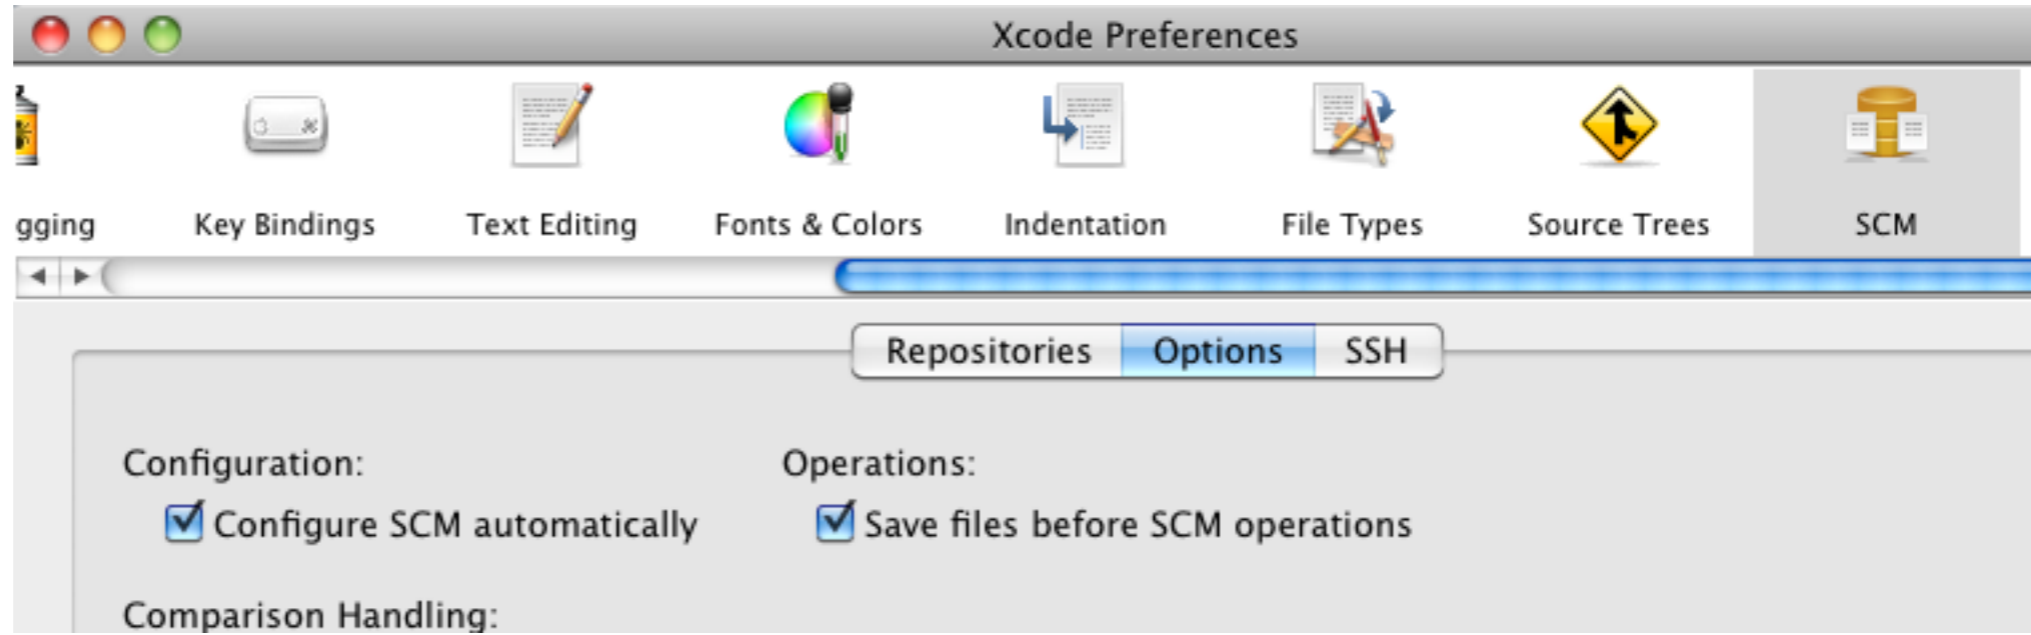 Xcode Preferences
gging Key Bindings Text Editing Fonts & Colors Indentation File Types Source Trees SCM
Repositories Options SSH
Configuration: Operations:
Configure SCM automatically Save files before SCM operations
Comparison Handling: